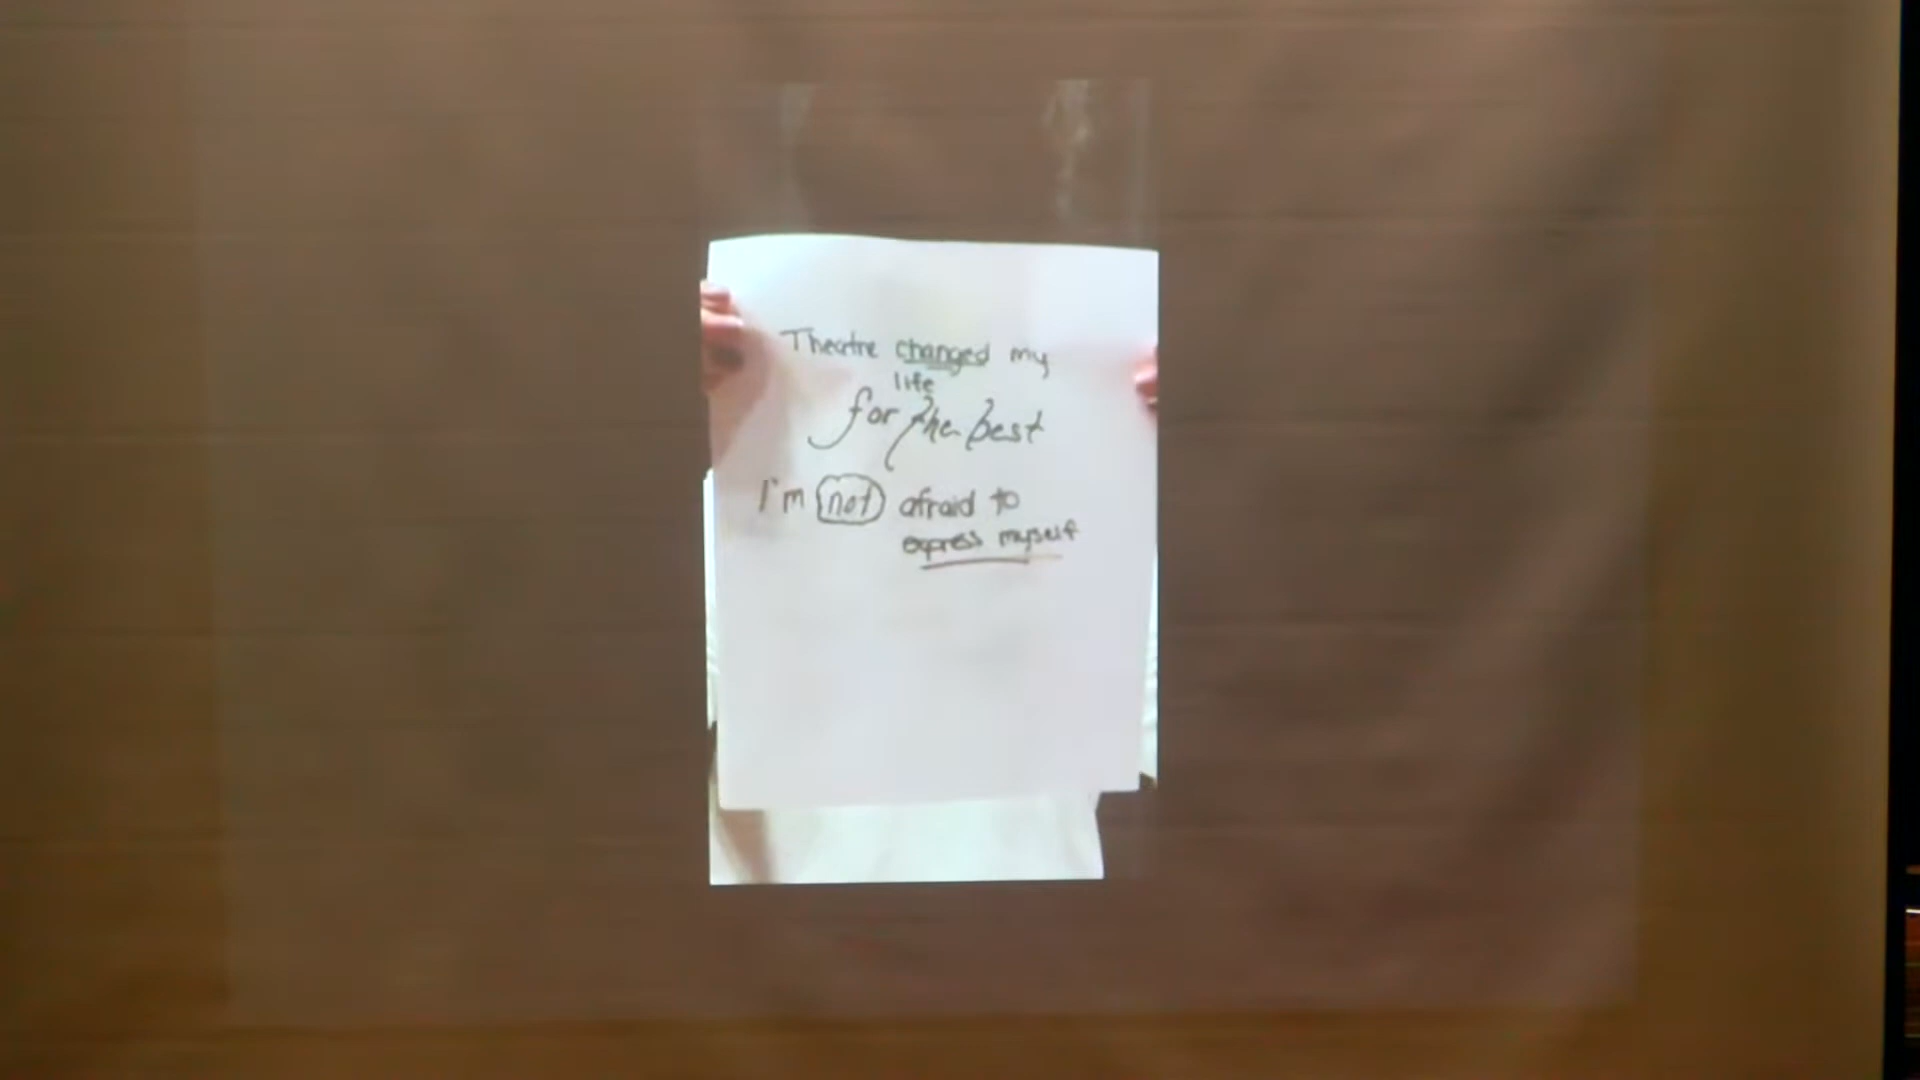 Theatre changed my
life
for the best
I'm not afraid to
express myself